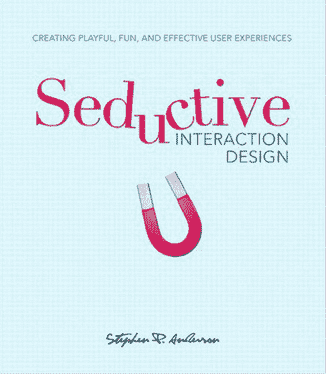 CREATING PLAYFUL, FUN, AND EFFECTIVE USER EXPERIENCES
Seductive
INTERACTION
DESIGN
Stephen P. Anderson